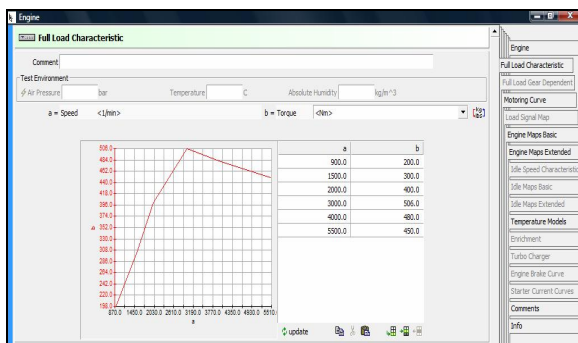 Engine
Full Load Characteristic
Comment
Test Environment
Air Pressure bar Temperature C Absolute Humidity kg/m^3
a = Speed <1/min> b = Torque <Nm>
a b
900.0 200.0
1500.0 300.0
2000.0 400.0
3000.0 506.0
4000.0 480.0
5500.0 450.0
506.0
484.0
462.0
440.0
418.0
396.0
374.0
352.0
330.0
308.0
286.0
264.0
242.0
220.0
198.0
b
870.0 1450.0 2030.0 2610.0 3190.0 3770.0 4350.0 4930.0 5510.0
a
update
Engine
Full Load Characteristic
Full Load Gear Dependent
Motoring Curve
Load Signal Map
Engine Maps Basic
Engine Maps Extended
Idle Speed Characteristic
Idle Maps Basic
Idle Maps Extended
Temperature Models
Enrichment
Turbo Charger
Engine Brake Curve
Starter Current Curves
Comments
Info